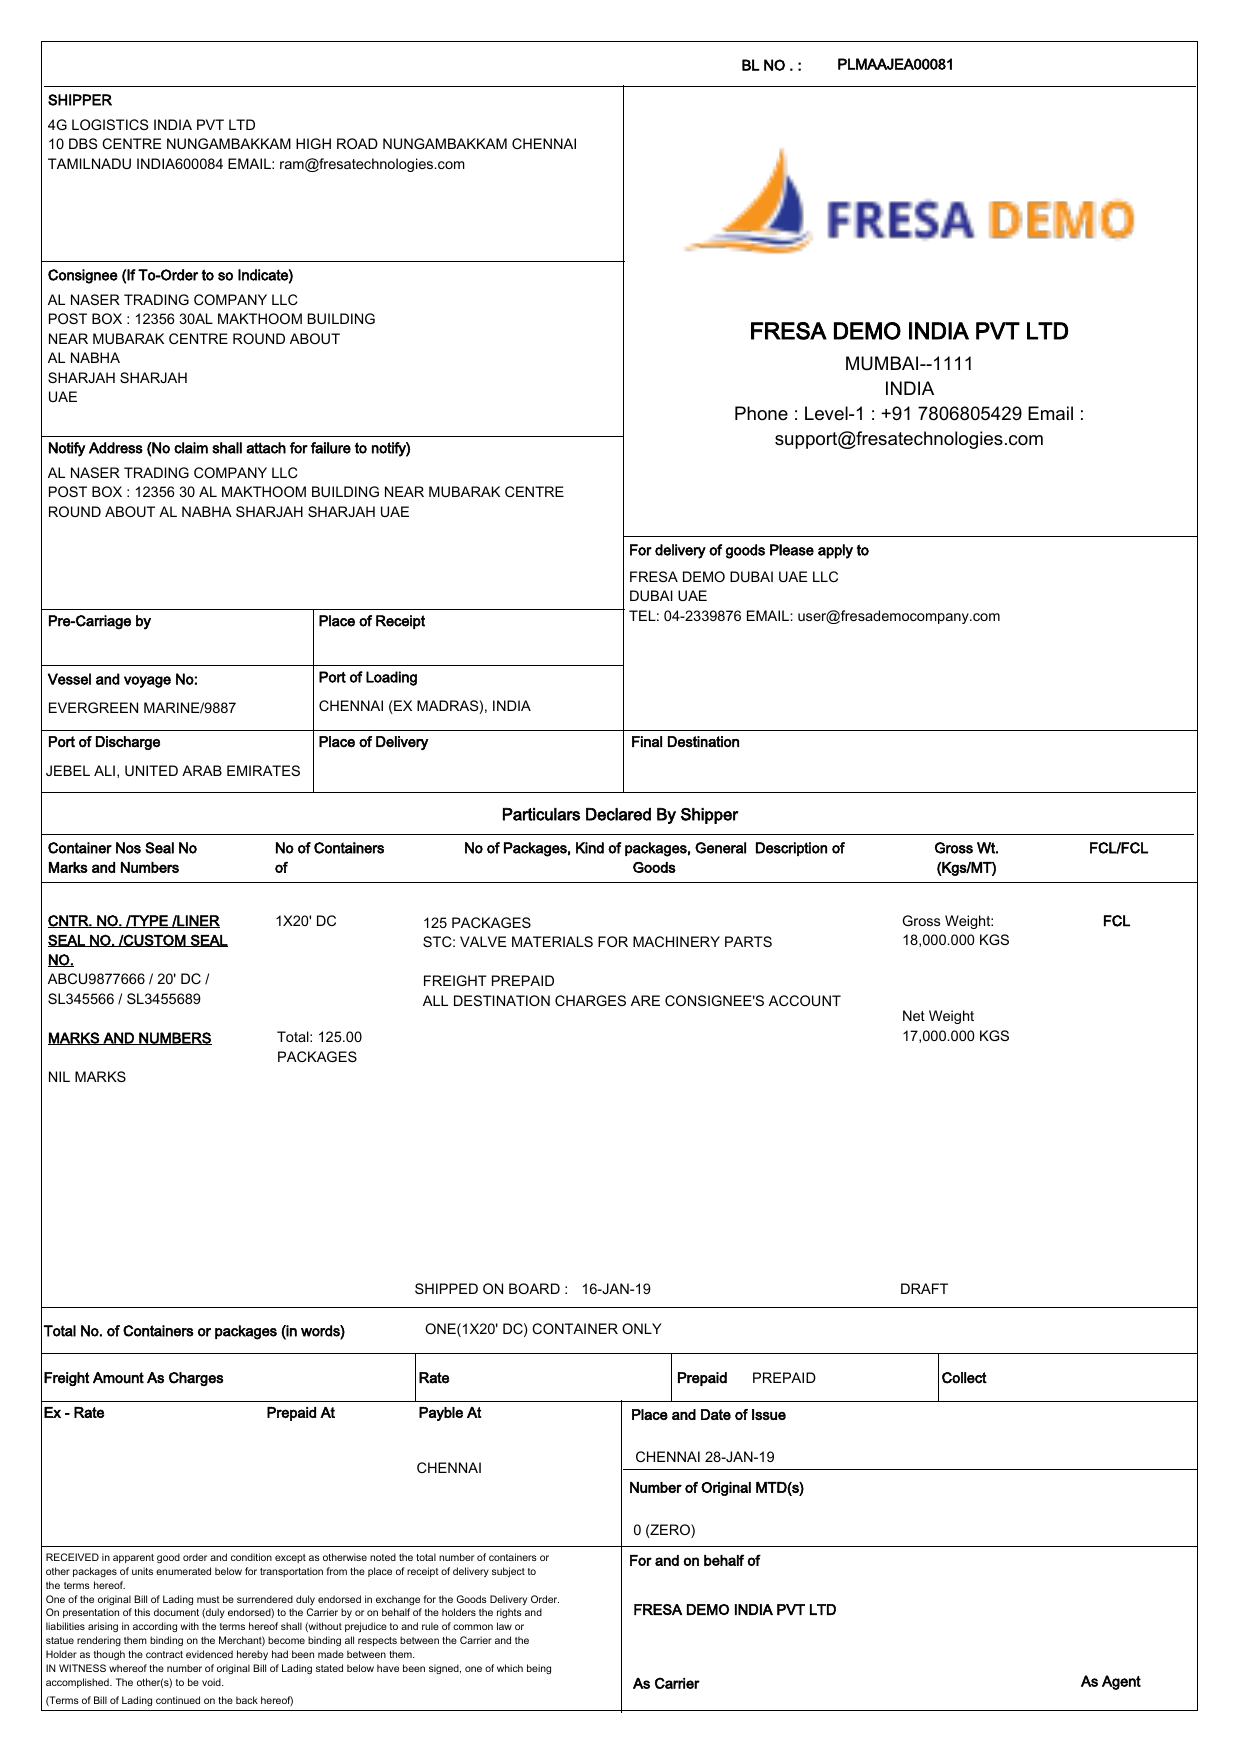 BL NO . : PLMAAJEA00081
SHIPPER
4G LOGISTICS INDIA PVT LTD
10 DBS CENTRE NUNGAMBAKKAM HIGH ROAD NUNGAMBAKKAM CHENNAI
TAMILNADU INDIA600084 EMAIL: ram@fresatechnologies.com
FRESA DEMO
Consignee (If To-Order to so Indicate)
AL NASER TRADING COMPANY LLC
POST BOX : 12356 30AL MAKTHOOM BUILDING
NEAR MUBARAK CENTRE ROUND ABOUT
AL NABHA
SHARJAH SHARJAH
UAE
FRESA DEMO INDIA PVT LTD
MUMBAI--1111
INDIA
Phone : Level-1 : +91 7806805429 Email :
support@fresatechnologies.com
Notify Address (No claim shall attach for failure to notify)
AL NASER TRADING COMPANY LLC
POST BOX : 12356 30 AL MAKTHOOM BUILDING NEAR MUBARAK CENTRE
ROUND ABOUT AL NABHA SHARJAH SHARJAH UAE
For delivery of goods Please apply to
FRESA DEMO DUBAI UAE LLC
DUBAI UAE
TEL: 04-2339876 EMAIL: user@fresademocompany.com
Pre-Carriage by
Place of Receipt
Vessel and voyage No:
EVERGREEN MARINE/9887
Port of Loading
CHENNAI (EX MADRAS), INDIA
Port of Discharge
JEBEL ALI, UNITED ARAB EMIRATES
Place of Delivery
Final Destination
Particulars Declared By Shipper
Container Nos Seal No
Marks and Numbers
No of Containers
of
No of Packages, Kind of packages, General Description of
Goods
Gross Wt.
(Kgs/MT)
FCL/FCL
CNTR. NO. /TYPE /LINER
SEAL NO. /CUSTOM SEAL
NO.
ABCU9877666 / 20' DC /
SL345566 / SL3455689
MARKS AND NUMBERS
NIL MARKS
1X20' DC
Total: 125.00
PACKAGES
125 PACKAGES
STC: VALVE MATERIALS FOR MACHINERY PARTS
FREIGHT PREPAID
ALL DESTINATION CHARGES ARE CONSIGNEE'S ACCOUNT
Gross Weight:
18,000.000 KGS
Net Weight
17,000.000 KGS
FCL
SHIPPED ON BOARD : 16-JAN-19
DRAFT
Total No. of Containers or packages (in words) ONE(1X20' DC) CONTAINER ONLY
Freight Amount As Charges
Rate
Prepaid PREPAID
Collect
Ex - Rate
Prepaid At
Payble At
CHENNAI
Place and Date of Issue
CHENNAI 28-JAN-19
Number of Original MTD(s)
0 (ZERO)
RECEIVED in apparent good order and condition except as otherwise noted the total number of containers or
other packages of units enumerated below for transportation from the place of receipt of delivery subject to
the terms hereof.
One of the original Bill of Lading must be surrendered duly endorsed in exchange for the Goods Delivery Order.
On presentation of this document (duly endorsed) to the Carrier by or on behalf of the holders the rights and
liabilities arising in according with the terms hereof shall (without prejudice to and rule of common law or
statue rendering them binding on the Merchant) become binding all respects between the Carrier and the
Holder as though the contract evidenced hereby had been made between them.
IN WITNESS whereof the number of original Bill of Lading stated below have been signed, one of which being
accomplished. The other(s) to be void.
(Terms of Bill of Lading continued on the back hereof)
For and on behalf of
FRESA DEMO INDIA PVT LTD
As Carrier
As Agent